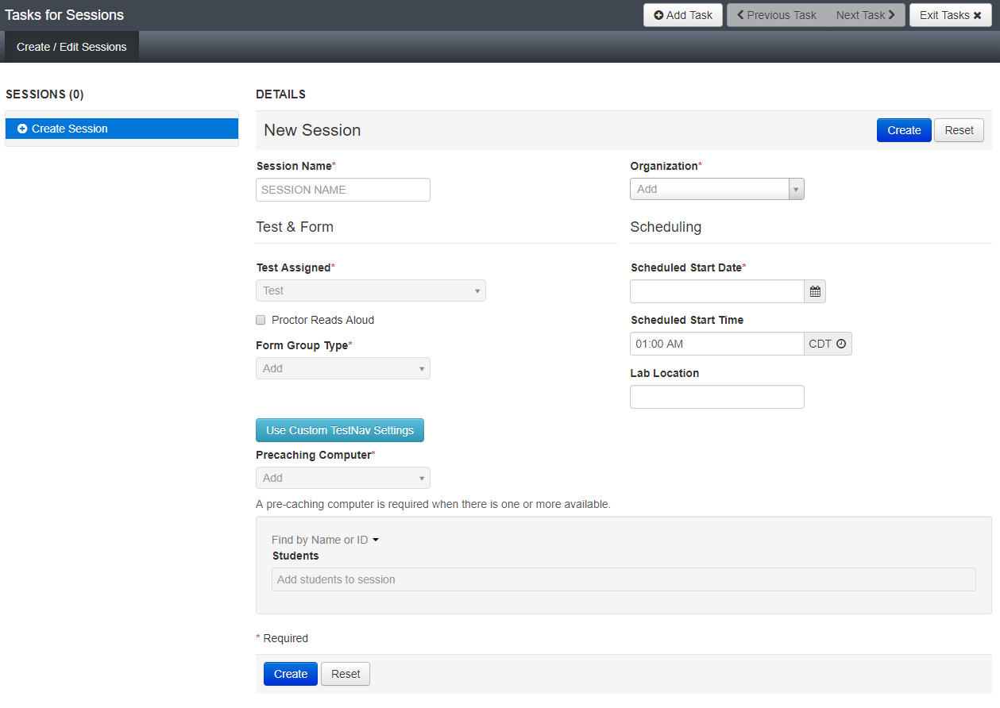 Tasks for Sessions
Add Task
Previous Task
Next Task
Exit Tasks
Create / Edit Sessions
SESSIONS (0)
Create Session
DETAILS
New Session
Create
Reset
Session Name*
SESSION NAME
Organization*
Add
Test & Form
Test Assigned*
Test
Proctor Reads Aloud
Form Group Type*
Add
Scheduling
Scheduled Start Date*
Scheduled Start Time
01:00 AM
CDT
Lab Location
Use Custom TestNav Settings
Precaching Computer*
Add
A pre-caching computer is required when there is one or more available.
Find by Name or ID
Students
Add students to session
* Required
Create
Reset